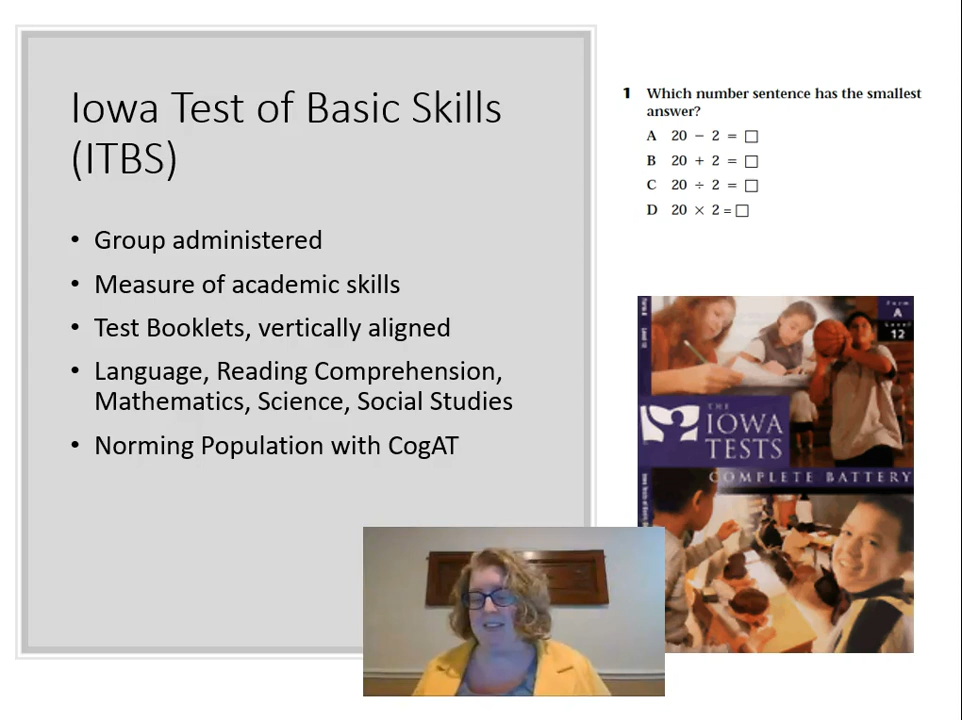 Iowa Test of Basic Skills
(ITBS)
• Group administered
• Measure of academic skills
• Test Booklets, vertically aligned
• Language, Reading Comprehension,
Mathematics, Science, Social Studies
• Norming Population with CogAT
1 Which number sentence has the smallest
answer?
A 20 − 2 = □
B 20 + 2 = □
C 20 ÷ 2 = □
D 20 × 2 = □
Form
A
Level
12
THE
IOWA
TESTS
COMPLETE BATTERY